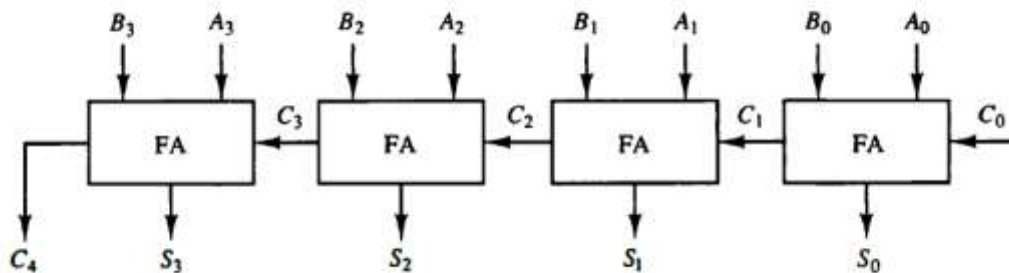 B₃ A₃ B₂ A₂ B₁ A₁ B₀ A₀
C₃ C₂ C₁ C₀
FA FA FA FA
C₄ S₃ S₂ S₁ S₀